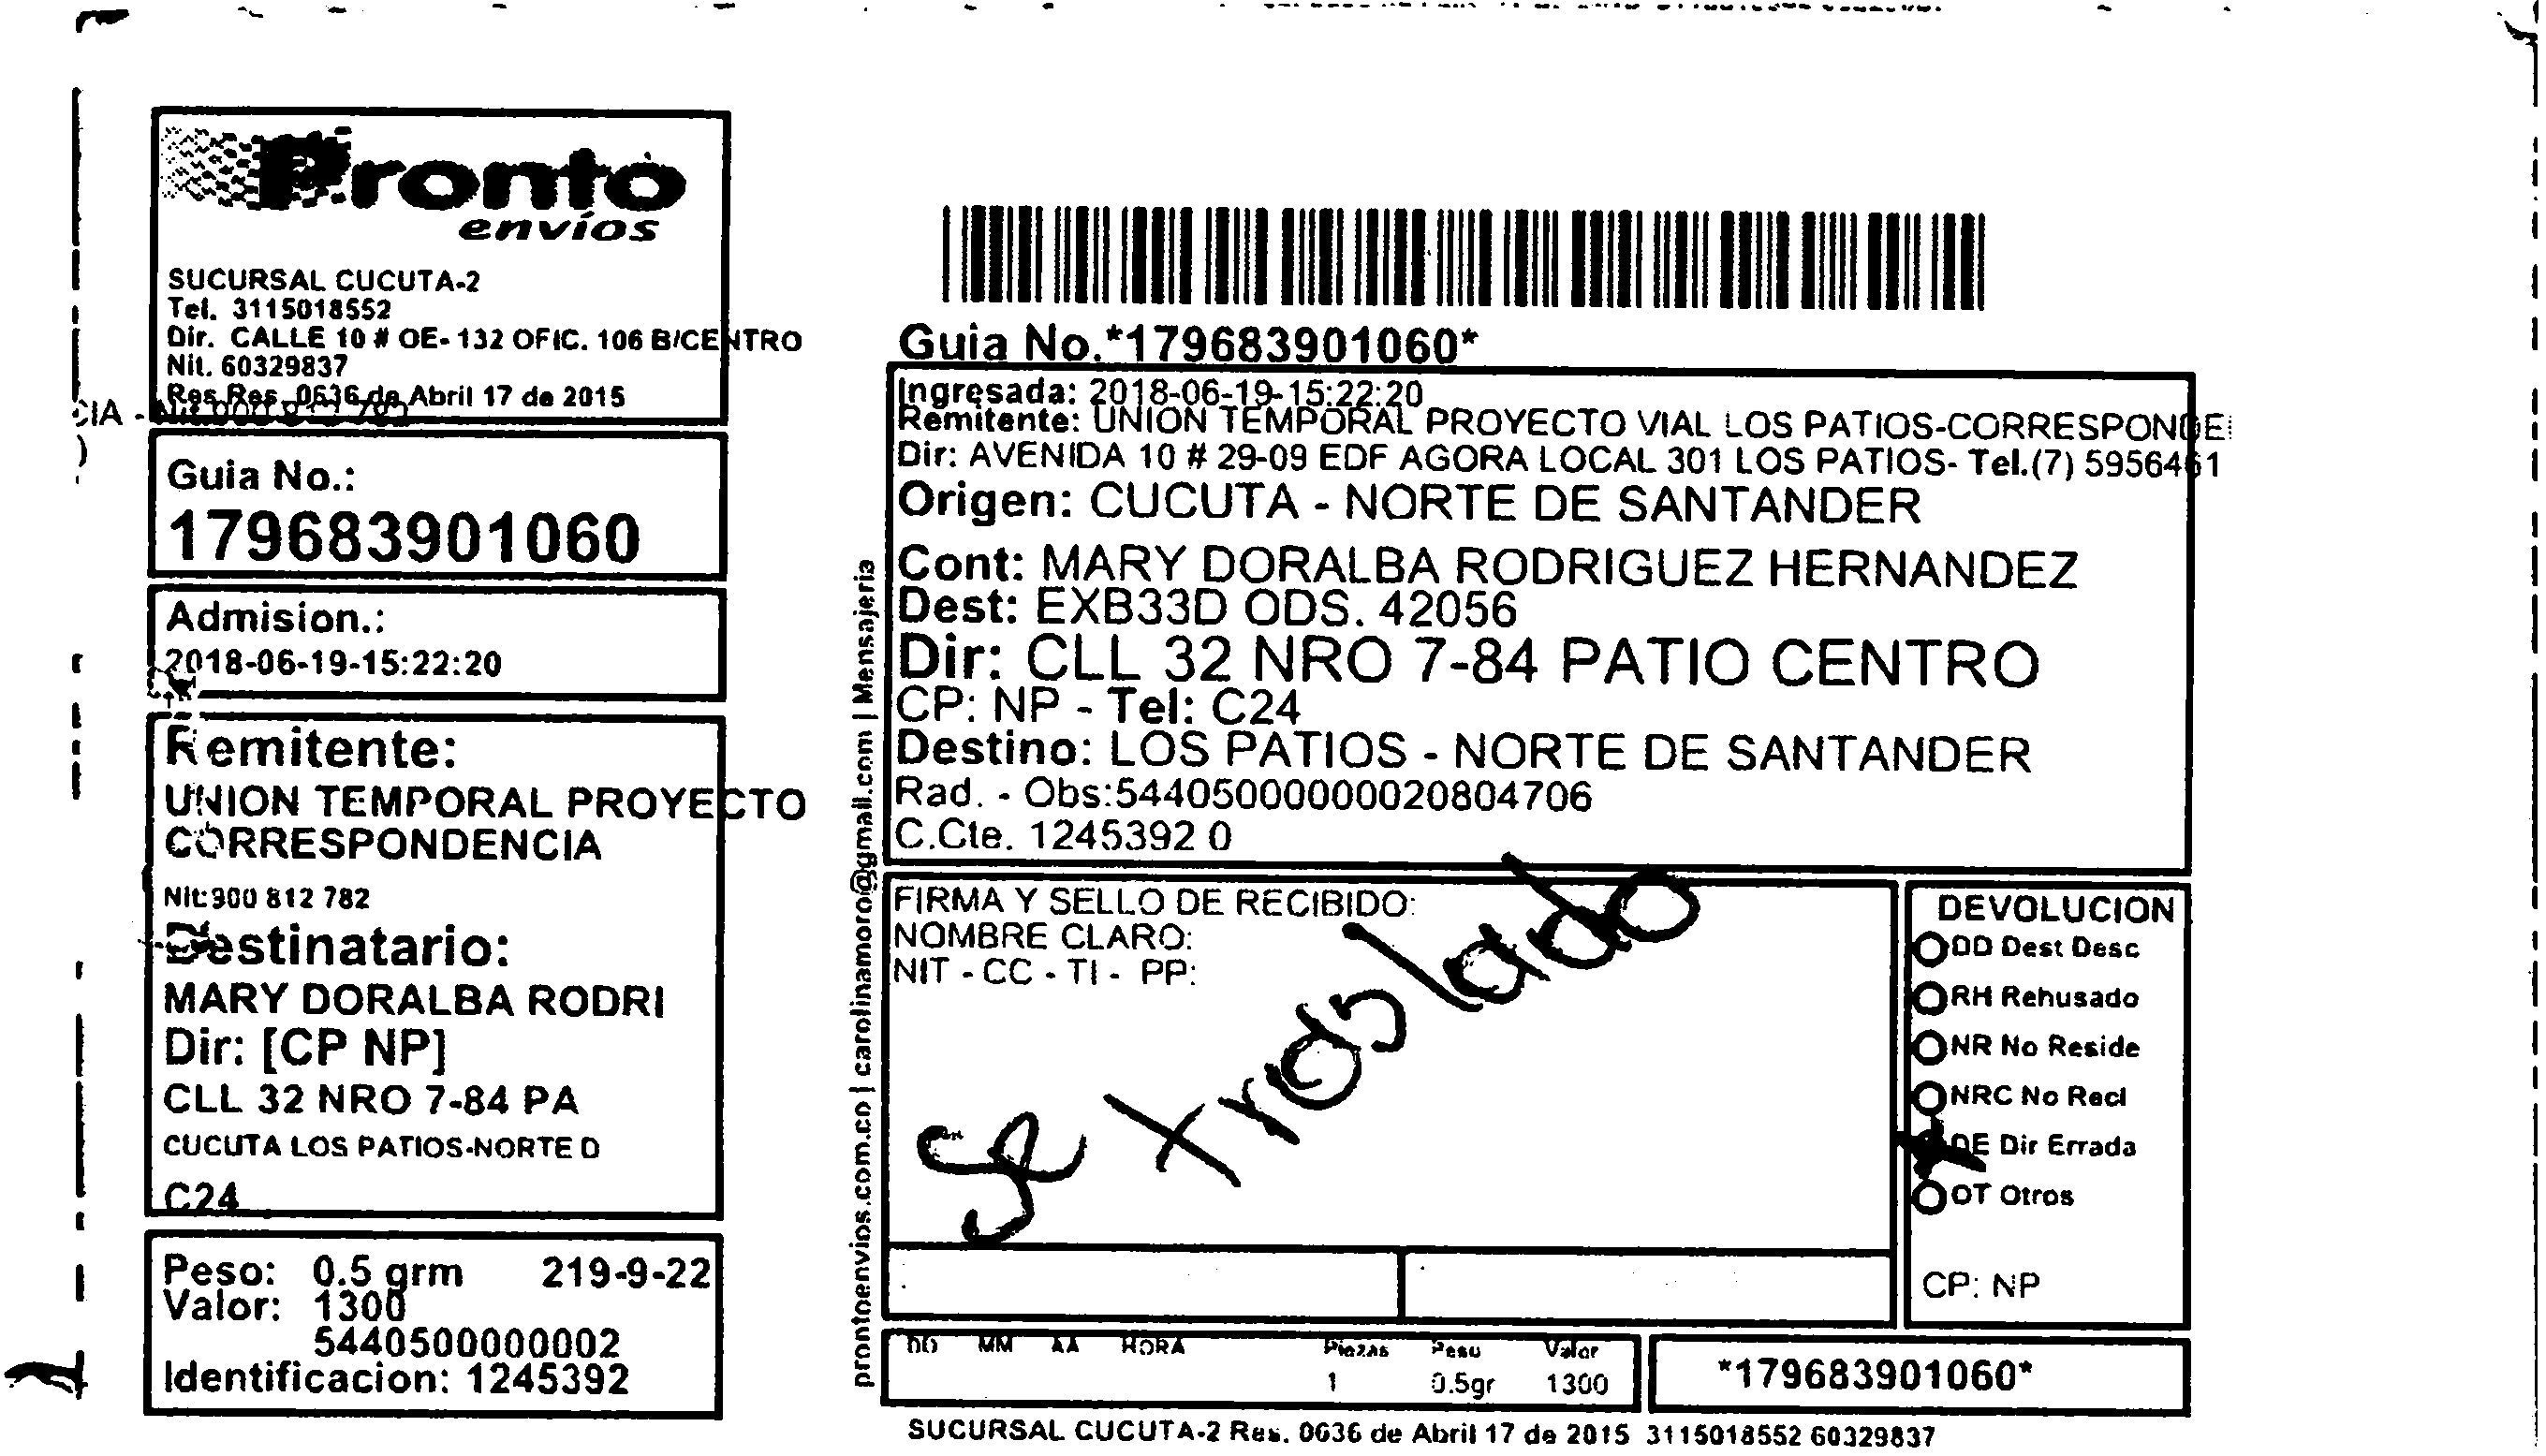 Pronto
envíos
SUCURSAL CUCUTA-2
Tel. 3115018552
Dir. CALLE 10 # OE-132 OFIC. 106 B/CENTRO
Nit. 60329837
Res Res. 0636 de Abril 17 de 2015
CIA - Nit 900 812 782
Guia No.:
179683901060
Admision.:
2018-06-19-15:22:20
Remitente:
UNION TEMPORAL PROYECTO
CORRESPONDENCIA
Nit:900 812 782
Destinatario:
MARY DORALBA RODRI
Dir: [CP NP]
CLL 32 NRO 7-84 PA
CUCUTA LOS PATIOS-NORTE D
C24
Peso: 0.5 grm 219-9-22
Valor: 1300
5440500000002
Identificacion: 1245392
prontoenvios.com.co | carolinamoro@gmail.com | Mensajeria
Guia No.*179683901060*
Ingresada: 2018-06-19-15:22:20
Remitente: UNION TEMPORAL PROYECTO VIAL LOS PATIOS-CORRESPONDE
Dir: AVENIDA 10 # 29-09 EDF AGORA LOCAL 301 LOS PATIOS- Tel.(7) 5956461
Origen: CUCUTA - NORTE DE SANTANDER
Cont: MARY DORALBA RODRIGUEZ HERNANDEZ
Dest: EXB33D ODS. 42056
Dir: CLL 32 NRO 7-84 PATIO CENTRO
CP: NP - Tel: C24
Destino: LOS PATIOS - NORTE DE SANTANDER
Rad. - Obs:544050000000020804706
C.Cte. 1245392 0
FIRMA Y SELLO DE RECIBIDO:
NOMBRE CLARO:
NIT - CC - TI - PP:
Se traslado
DEVOLUCION
DD Dest Desc
RH Rehusado
NR No Reside
NRC No Recl
DE Dir Errada
OT Otros
CP: NP
DD MM AA HORA Piezas Peso Valor
1 0.5gr 1300
*179683901060*
SUCURSAL CUCUTA-2 Res. 0636 de Abril 17 de 2015 3115018552 60329837